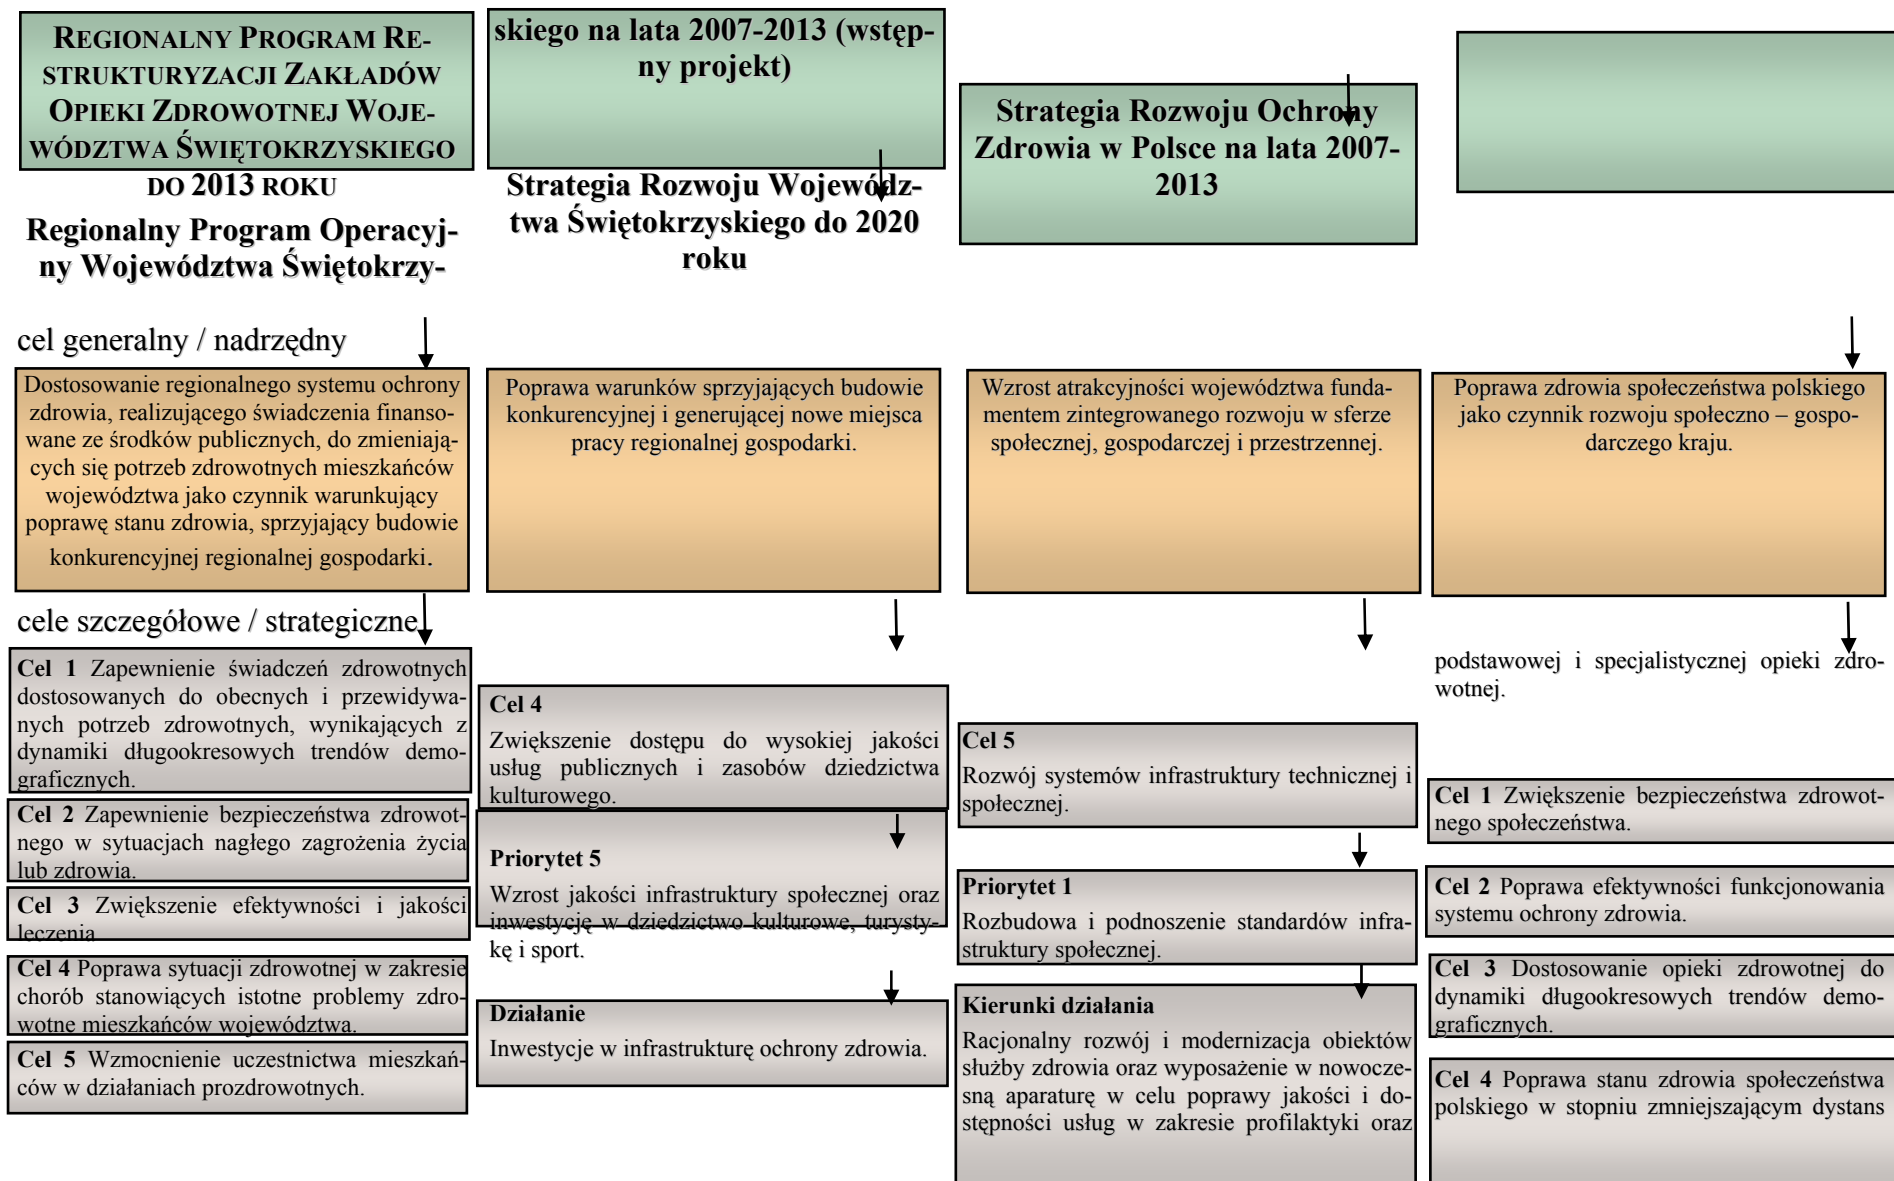 REGIONALNY PROGRAM RE-
STRUKTURYZACJI ZAKŁADÓW
OPIEKI ZDROWOTNEJ WOJE-
WÓDZTWA ŚWIĘTOKRZYSKIEGO
DO 2013 ROKU
Regionalny Program Operacyj-
ny Województwa Świętokrzy-
skiego na lata 2007-2013 (wstęp-
ny projekt)
Strategia Rozwoju Wojewódz-
twa Świętokrzyskiego do 2020
roku
Strategia Rozwoju Ochrony
Zdrowia w Polsce na lata 2007-
2013
cel generalny / nadrzędny
Dostosowanie regionalnego systemu ochrony
zdrowia, realizującego świadczenia finanso-
wane ze środków publicznych, do zmieniają-
cych się potrzeb zdrowotnych mieszkańców
województwa jako czynnik warunkujący
poprawę stanu zdrowia, sprzyjający budowie
konkurencyjnej regionalnej gospodarki.
Poprawa warunków sprzyjających budowie
konkurencyjnej i generującej nowe miejsca
pracy regionalnej gospodarki.
Wzrost atrakcyjności województwa funda-
mentem zintegrowanego rozwoju w sferze
społecznej, gospodarczej i przestrzennej.
Poprawa zdrowia społeczeństwa polskiego
jako czynnik rozwoju społeczno – gospo-
darczego kraju.
cele szczegółowe / strategiczne
Cel 1 Zapewnienie świadczeń zdrowotnych
dostosowanych do obecnych i przewidywa-
nych potrzeb zdrowotnych, wynikających z
dynamiki długookresowych trendów demo-
graficznych.
Cel 2 Zapewnienie bezpieczeństwa zdrowot-
nego w sytuacjach nagłego zagrożenia życia
lub zdrowia.
Cel 3 Zwiększenie efektywności i jakości
leczenia
Cel 4 Poprawa sytuacji zdrowotnej w zakresie
chorób stanowiących istotne problemy zdro-
wotne mieszkańców województwa.
Cel 5 Wzmocnienie uczestnictwa mieszkań-
ców w działaniach prozdrowotnych.
Cel 4
Zwiększenie dostępu do wysokiej jakości
usług publicznych i zasobów dziedzictwa
kulturowego.
Priorytet 5
Wzrost jakości infrastruktury społecznej oraz
inwestycję w dziedzictwo kulturowe, turysty-
kę i sport.
Działanie
Inwestycje w infrastrukturę ochrony zdrowia.
Cel 5
Rozwój systemów infrastruktury technicznej i
społecznej.
Priorytet 1
Rozbudowa i podnoszenie standardów infra-
struktury społecznej.
Kierunki działania
Racjonalny rozwój i modernizacja obiektów
służby zdrowia oraz wyposażenie w nowocze-
sną aparaturę w celu poprawy jakości i do-
stępności usług w zakresie profilaktyki oraz
podstawowej i specjalistycznej opieki zdro-
wotnej.
Cel 1 Zwiększenie bezpieczeństwa zdrowot-
nego społeczeństwa.
Cel 2 Poprawa efektywności funkcjonowania
systemu ochrony zdrowia.
Cel 3 Dostosowanie opieki zdrowotnej do
dynamiki długookresowych trendów demo-
graficznych.
Cel 4 Poprawa stanu zdrowia społeczeństwa
polskiego w stopniu zmniejszającym dystans